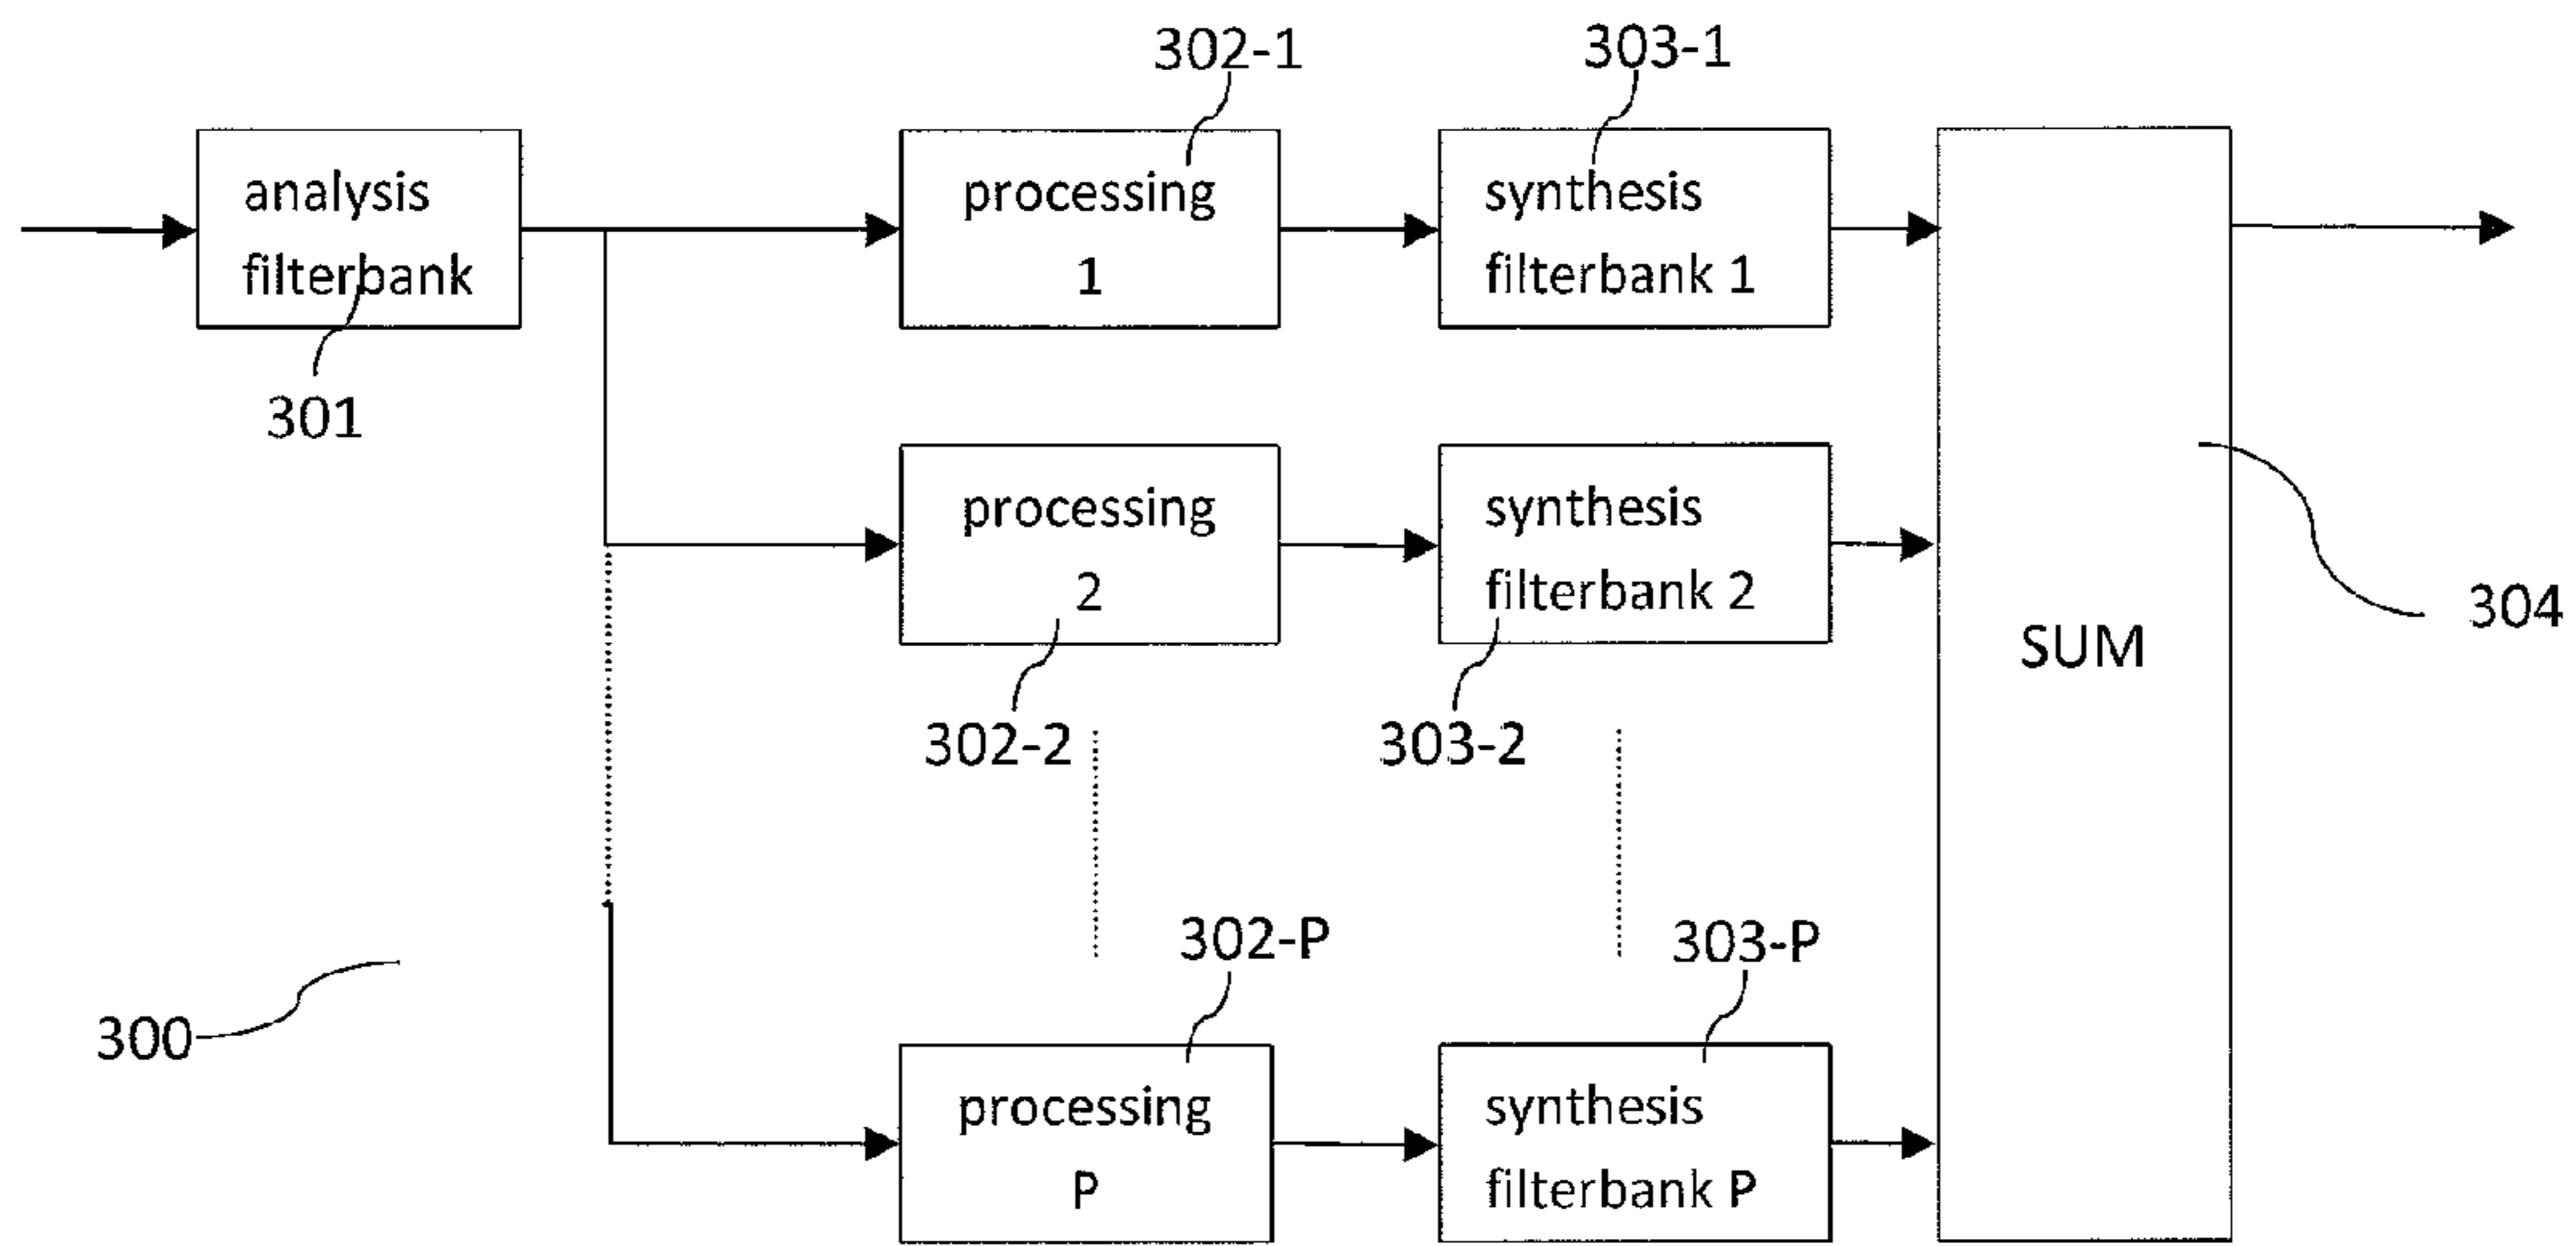 302-1
303-1
analysis
filterbank
301
processing
1
synthesis
filterbank 1
processing
2
302-2
synthesis
filterbank 2
303-2
SUM
304
302-P
303-P
300
processing
P
synthesis
filterbank P